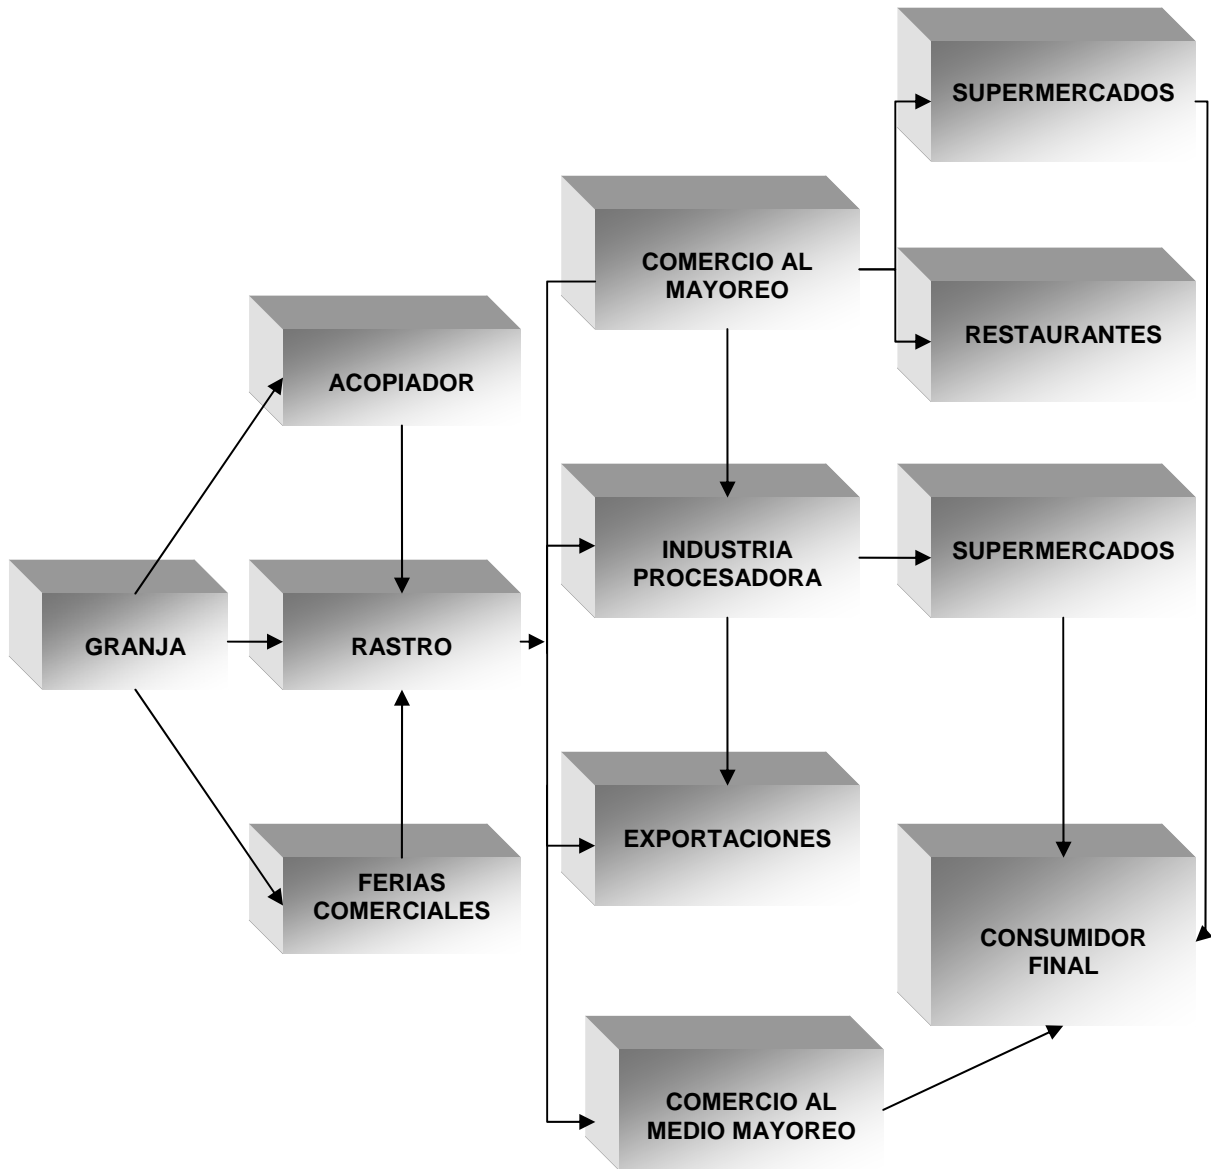 SUPERMERCADOS
COMERCIO AL
MAYOREO
RESTAURANTES
ACOPIADOR
INDUSTRIA
PROCESADORA
SUPERMERCADOS
GRANJA
RASTRO
EXPORTACIONES
FERIAS
COMERCIALES
CONSUMIDOR
FINAL
COMERCIO AL
MEDIO MAYOREO